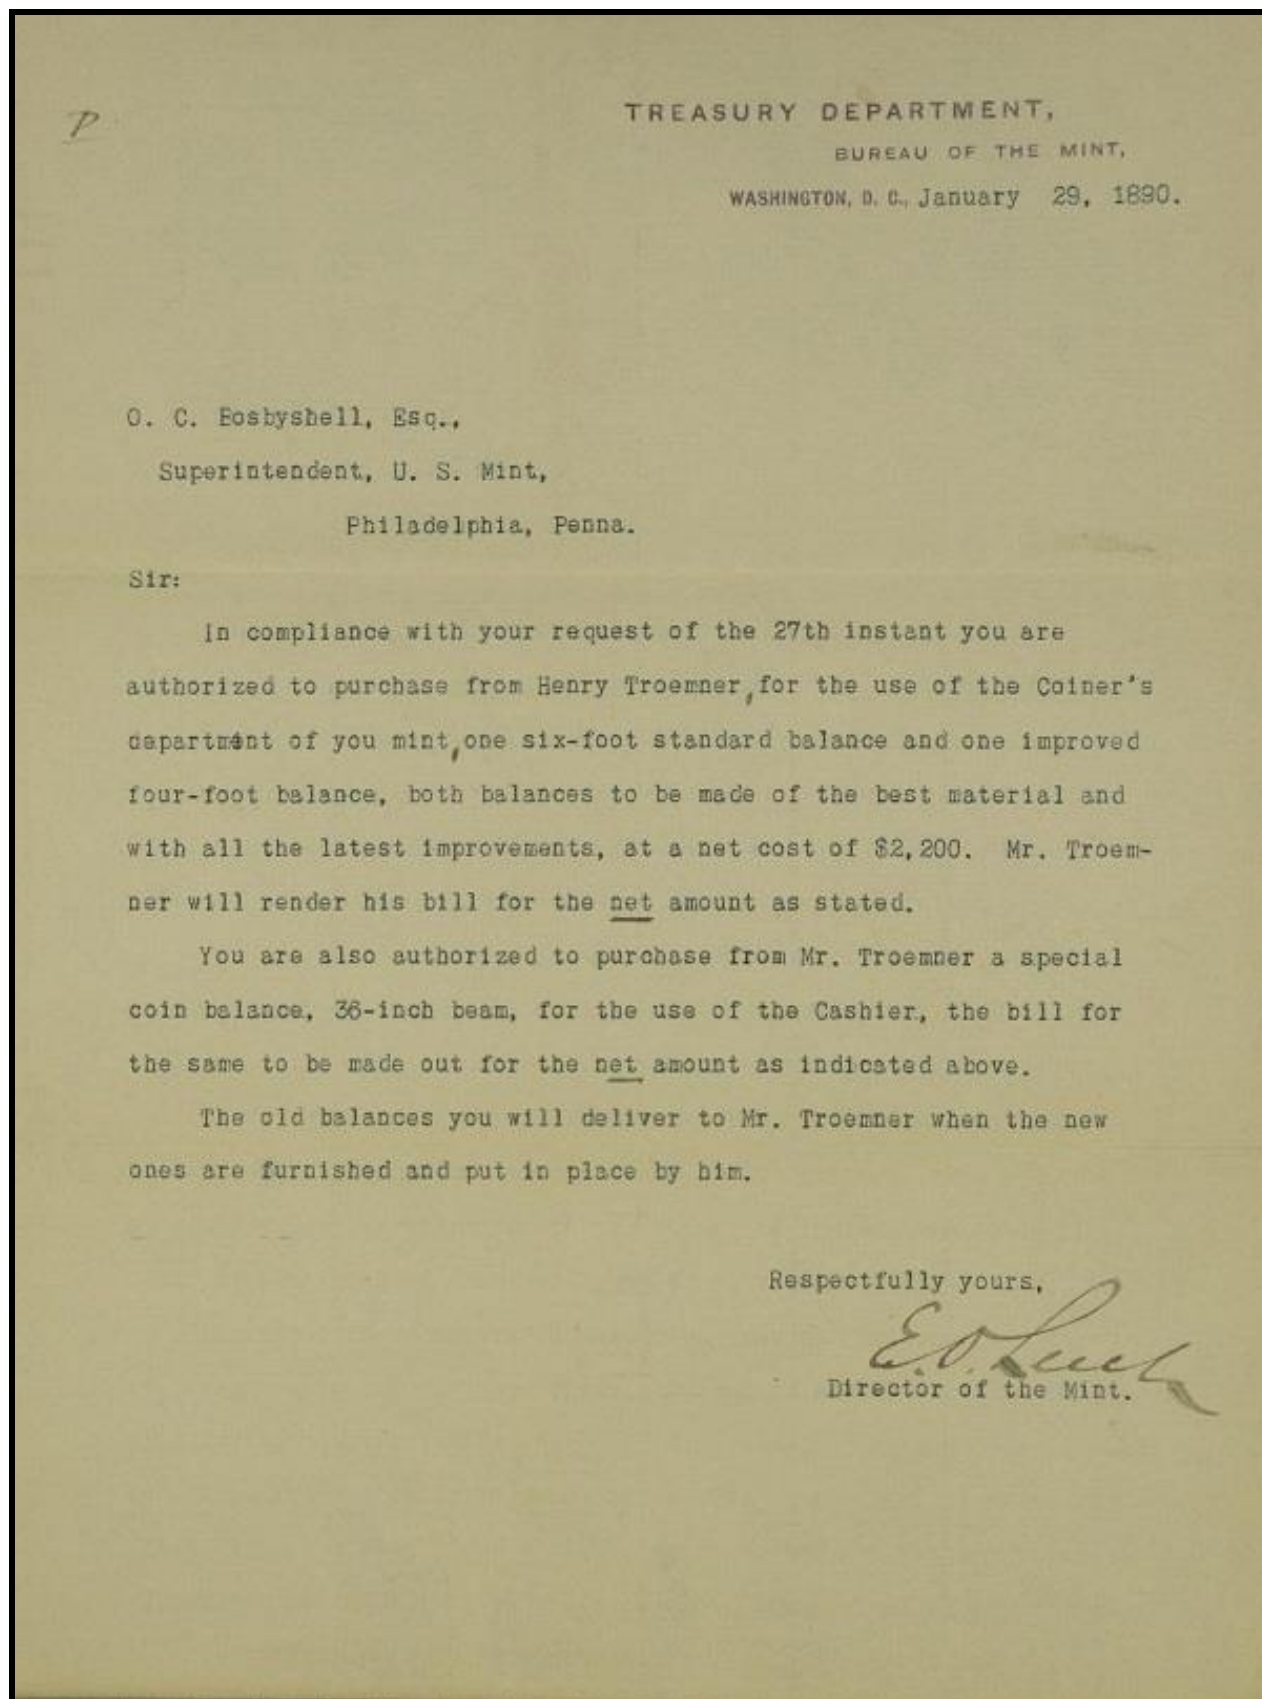 P
TREASURY DEPARTMENT,
BUREAU OF THE MINT,
WASHINGTON, D. C., January 29, 1890.
O. C. Bosbyshell, Esq.,
Superintendent, U. S. Mint,
Philadelphia, Penna.
Sir:
In compliance with your request of the 27th instant you are
authorized to purchase from Henry Troemner, for the use of the Coiner's
department of you mint, one six-foot standard balance and one improved
four-foot balance, both balances to be made of the best material and
with all the latest improvements, at a net cost of $2,200. Mr. Troem-
ner will render his bill for the net amount as stated.
You are also authorized to purchase from Mr. Troemner a special
coin balance, 36-inch beam, for the use of the Cashier, the bill for
the same to be made out for the net amount as indicated above.
The old balances you will deliver to Mr. Troemner when the new
ones are furnished and put in place by him.
Respectfully yours,
E. O. Leech
Director of the Mint.